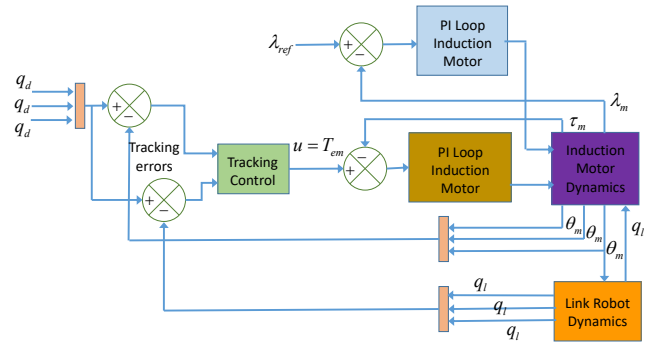 λ_ref
+
−
PI Loop
Induction
Motor
λ_m
q_d
q_d
q_d
+
−
Tracking
errors
+
−
Tracking
Control
u = T_em
+
−
τ_m
PI Loop
Induction
Motor
Induction
Motor
Dynamics
θ_m
θ_m
θ_m
q_l
q_l
q_l
q_l
Link Robot
Dynamics